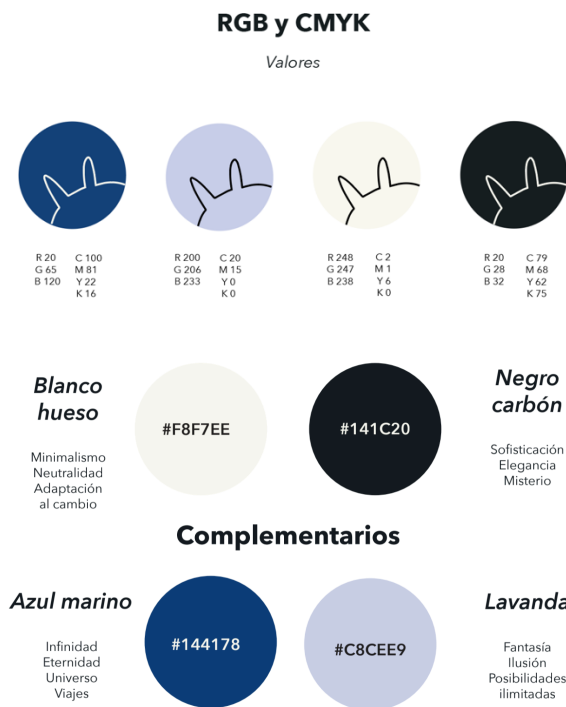 RGB y CMYK
Valores
R 20 C 100
G 65 M 81
B 120 Y 22
K 16
R 200 C 20
G 206 M 15
B 233 Y 0
K 0
R 248 C 2
G 247 M 1
B 238 Y 6
K 0
R 20 C 79
G 28 M 68
B 32 Y 62
K 75
Blanco
hueso
Minimalismo
Neutralidad
Adaptación
al cambio
#F8F7EE
#141C20
Negro
carbón
Sofisticación
Elegancia
Misterio
Complementarios
Azul marino
Infinidad
Eternidad
Universo
Viajes
#144178
#C8CEE9
Lavanda
Fantasía
Ilusión
Posibilidades
ilimitadas